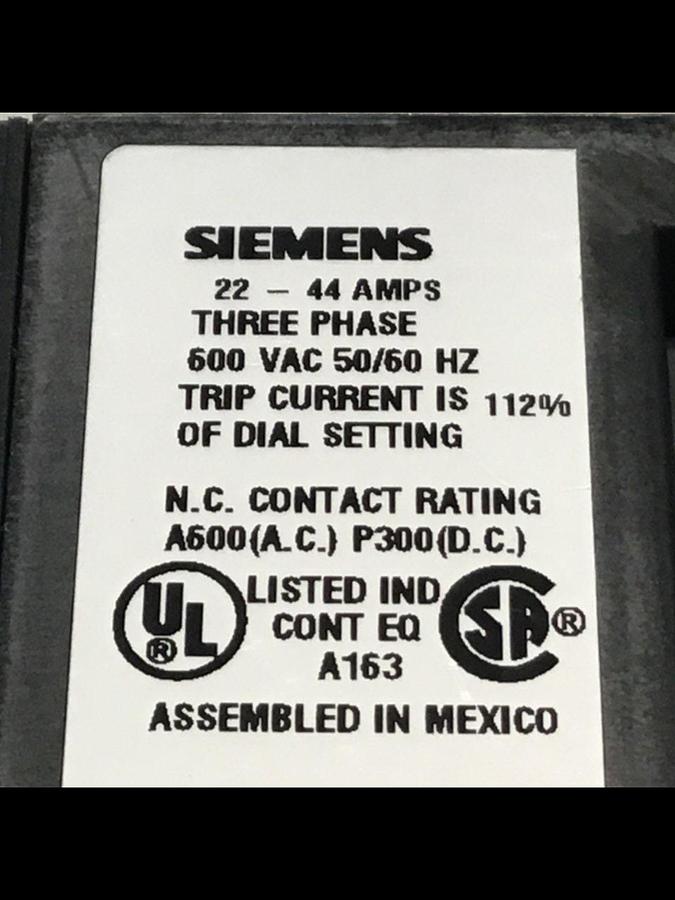 SIEMENS
22 – 44 AMPS
THREE PHASE
600 VAC 50/60 HZ
TRIP CURRENT IS 112%
OF DIAL SETTING
N.C. CONTACT RATING
A600(A.C.) P300(D.C.)
UL® LISTED IND SA®
CONT EQ
A163
ASSEMBLED IN MEXICO